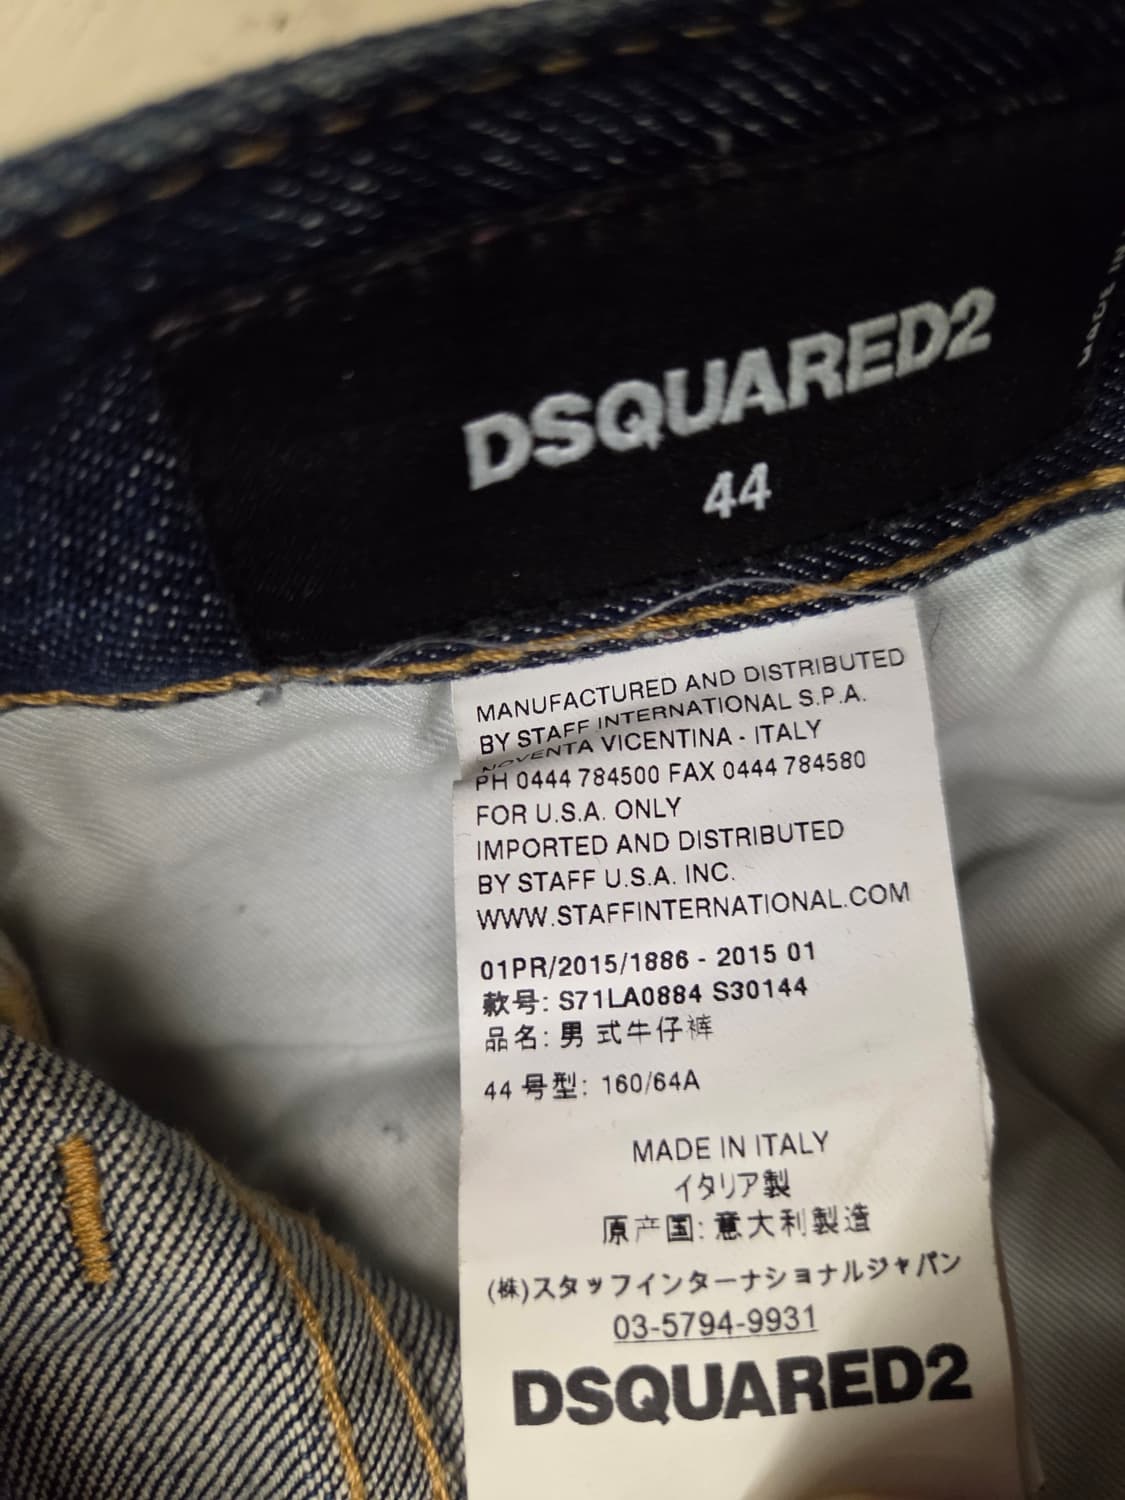 DSQUARED2
44
MADE IN
MANUFACTURED AND DISTRIBUTED
BY STAFF INTERNATIONAL S.P.A.
NOVENTA VICENTINA - ITALY
PH 0444 784500 FAX 0444 784580
FOR U.S.A. ONLY
IMPORTED AND DISTRIBUTED
BY STAFF U.S.A. INC.
WWW.STAFFINTERNATIONAL.COM
01PR/2015/1886 - 2015 01
款号: S71LA0884 S30144
品名: 男 式牛仔裤
44 号型: 160/64A
MADE IN ITALY
イタリア製
原产国: 意大利製造
(株)スタッフインターナショナルジャパン
03-5794-9931
DSQUARED2